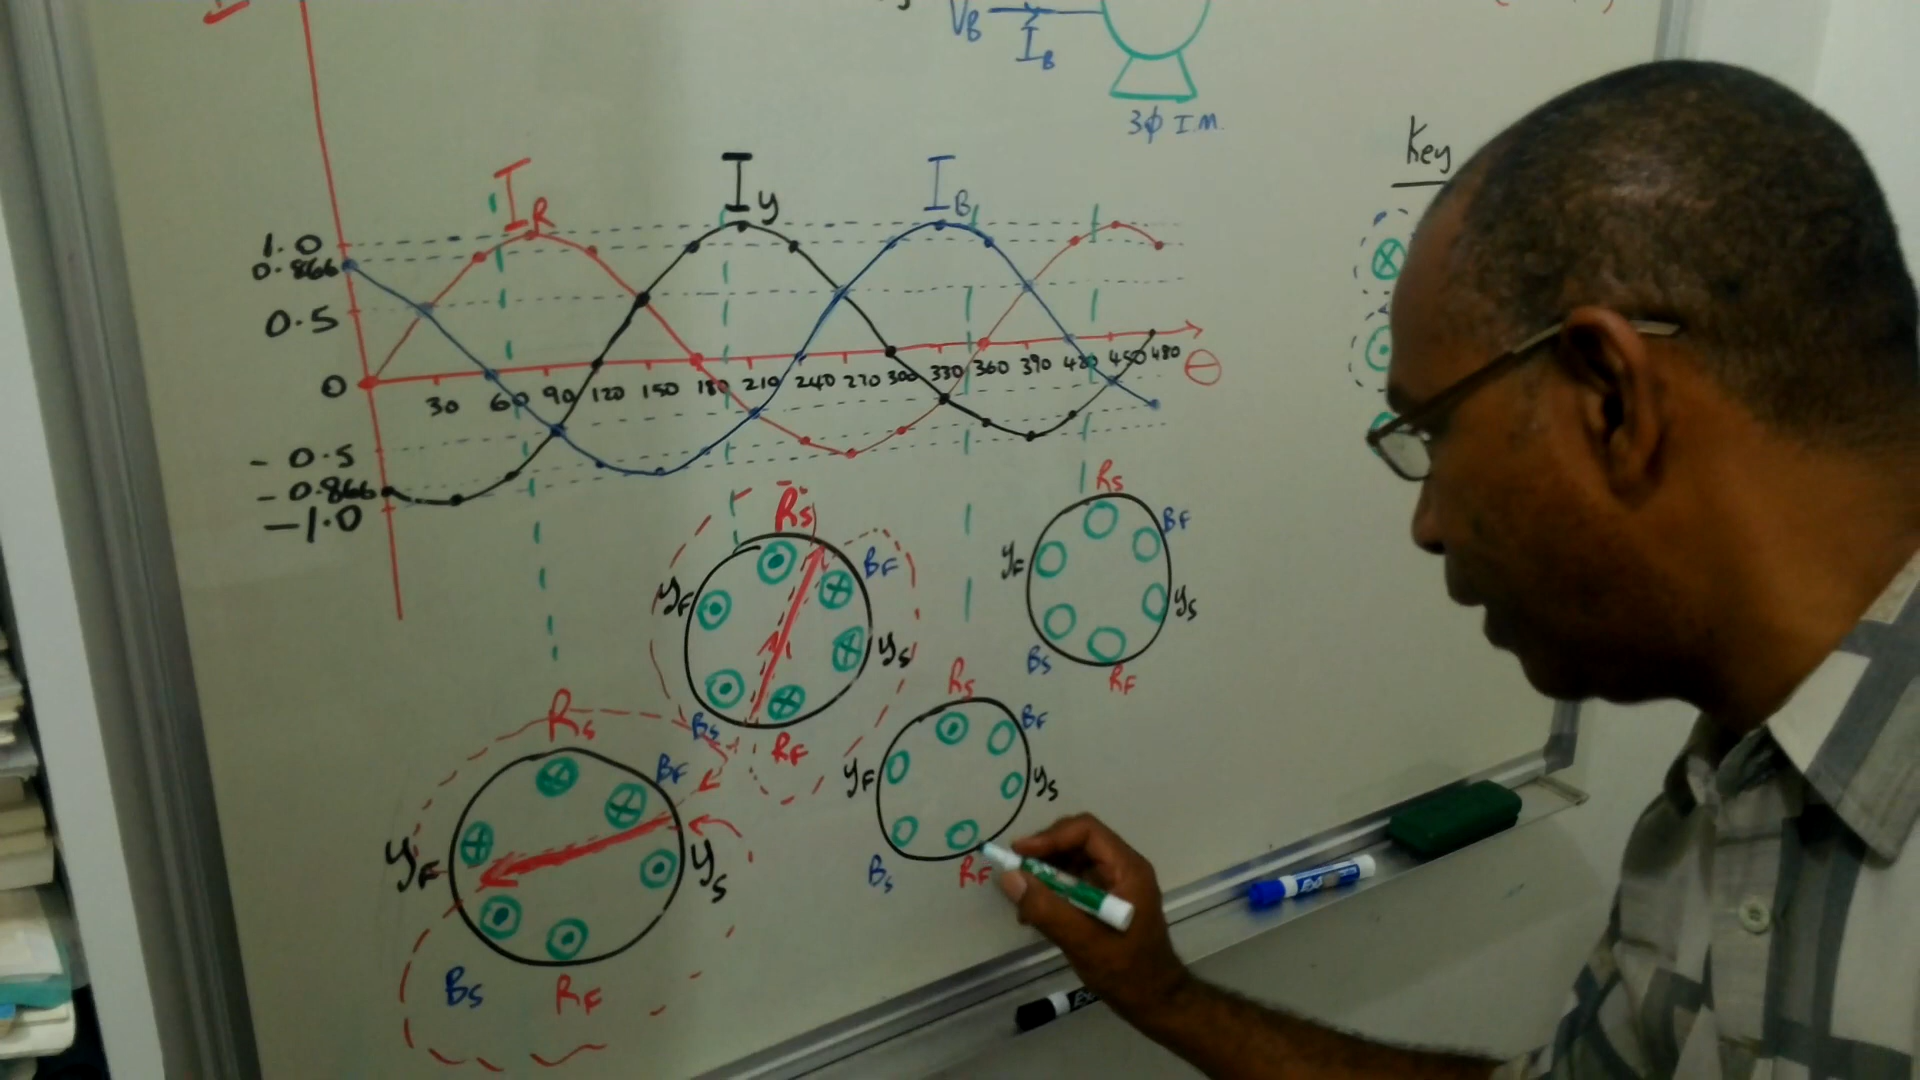 V_B
I_B
3φ I.M.
Key
I_R
I_y
I_B
1.0
0.866
0.5
0
30 60 90 120 150 180 210 240 270 300 330 360 390 420 450 480
θ
- 0.5
- 0.866
- 1.0
R_S
B_F
y_F
y_S
B_S
R_F
R_S
B_F
y_F
y_S
B_S
R_F
R_S
B_F
y_F
y_S
B_S
R_F
R_S
B_F
y_F
y_S
B_S
R_F